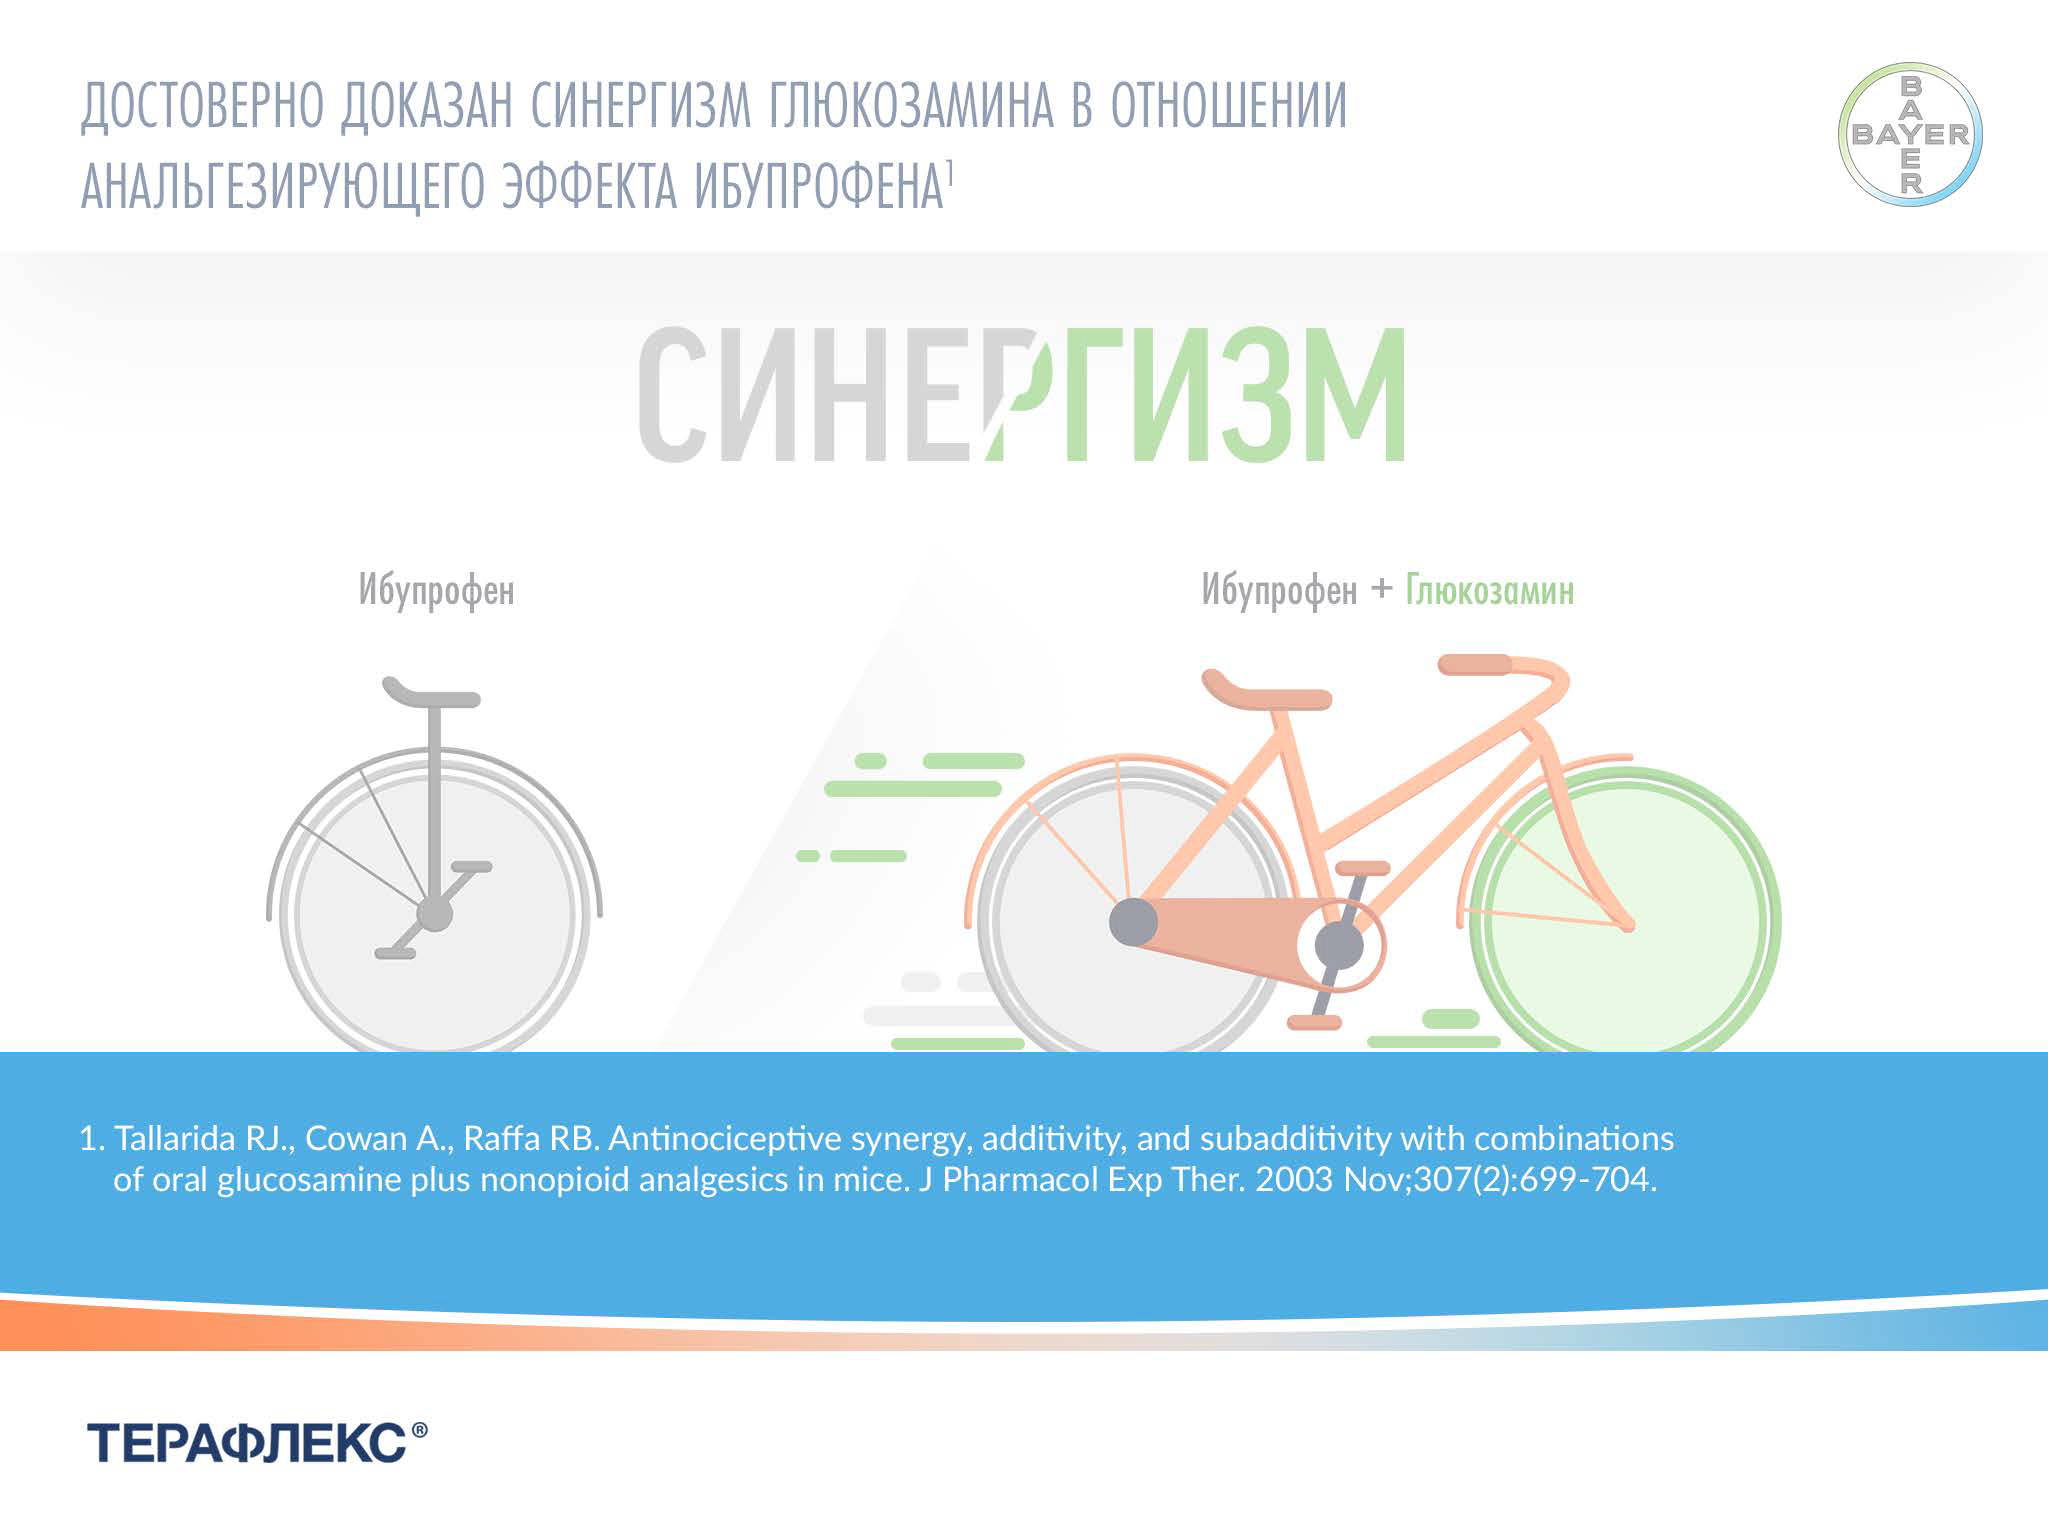 ДОСТОВЕРНО ДОКАЗАН СИНЕРГИЗМ ГЛЮКОЗАМИНА В ОТНОШЕНИИ
АНАЛЬГЕЗИРУЮЩЕГО ЭФФЕКТА ИБУПРОФЕНА¹
BAYER
BAYER
СИНЕРГИЗМ
Ибупрофен
Ибупрофен + Глюкозамин
1. Tallarida RJ., Cowan A., Raffa RB. Antinociceptive synergy, additivity, and subadditivity with combinations
of oral glucosamine plus nonopioid analgesics in mice. J Pharmacol Exp Ther. 2003 Nov;307(2):699-704.
ТЕРАФЛЕКС®